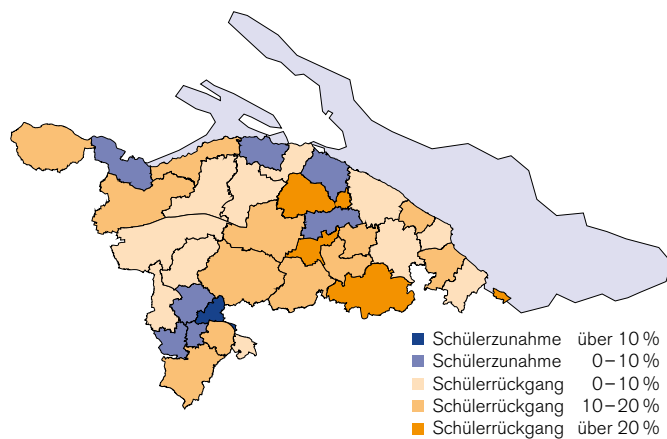 Schülerzunahme über 10 %
Schülerzunahme 0–10 %
Schülerrückgang 0–10 %
Schülerrückgang 10–20 %
Schülerrückgang über 20 %